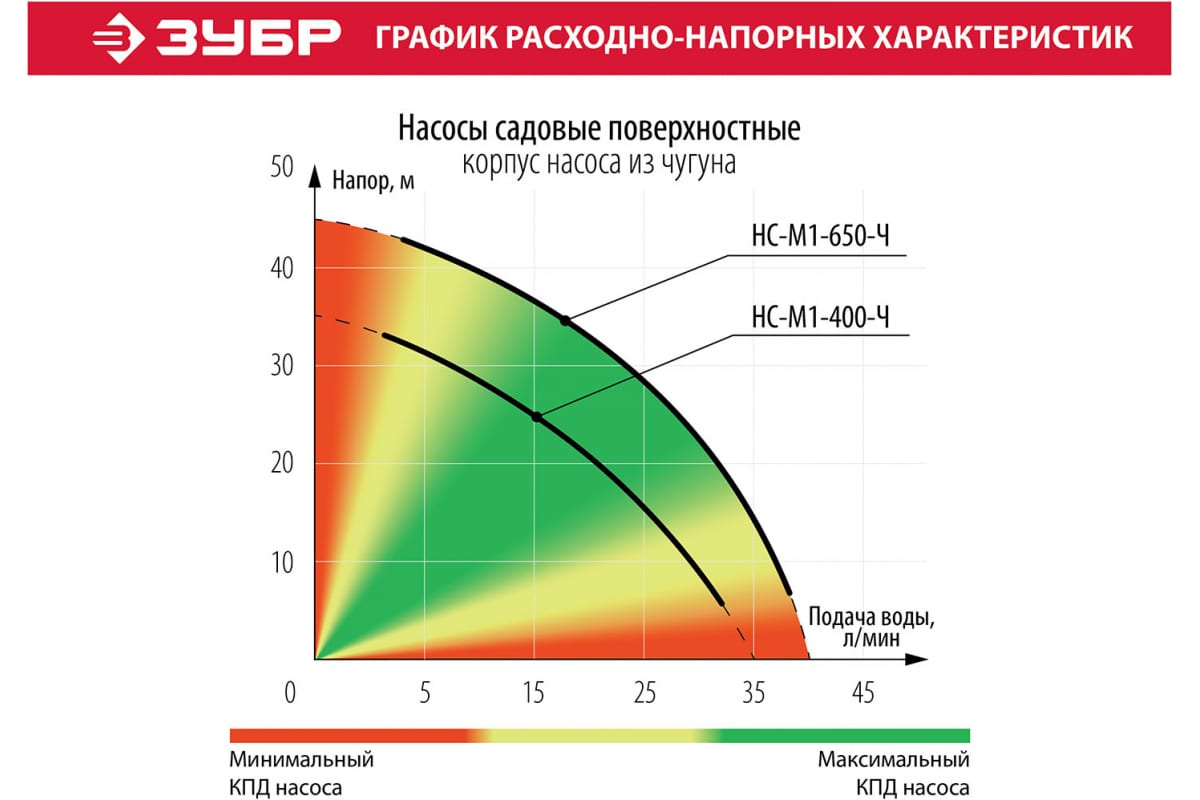 ЗУБР ГРАФИК РАСХОДНО-НАПОРНЫХ ХАРАКТЕРИСТИК
Насосы садовые поверхностные
корпус насоса из чугуна
50
Напор, м
НС-М1-650-Ч
40
НС-М1-400-Ч
30
20
10
Подача воды,
л/мин
0 5 15 25 35 45
Минимальный
КПД насоса
Максимальный
КПД насоса